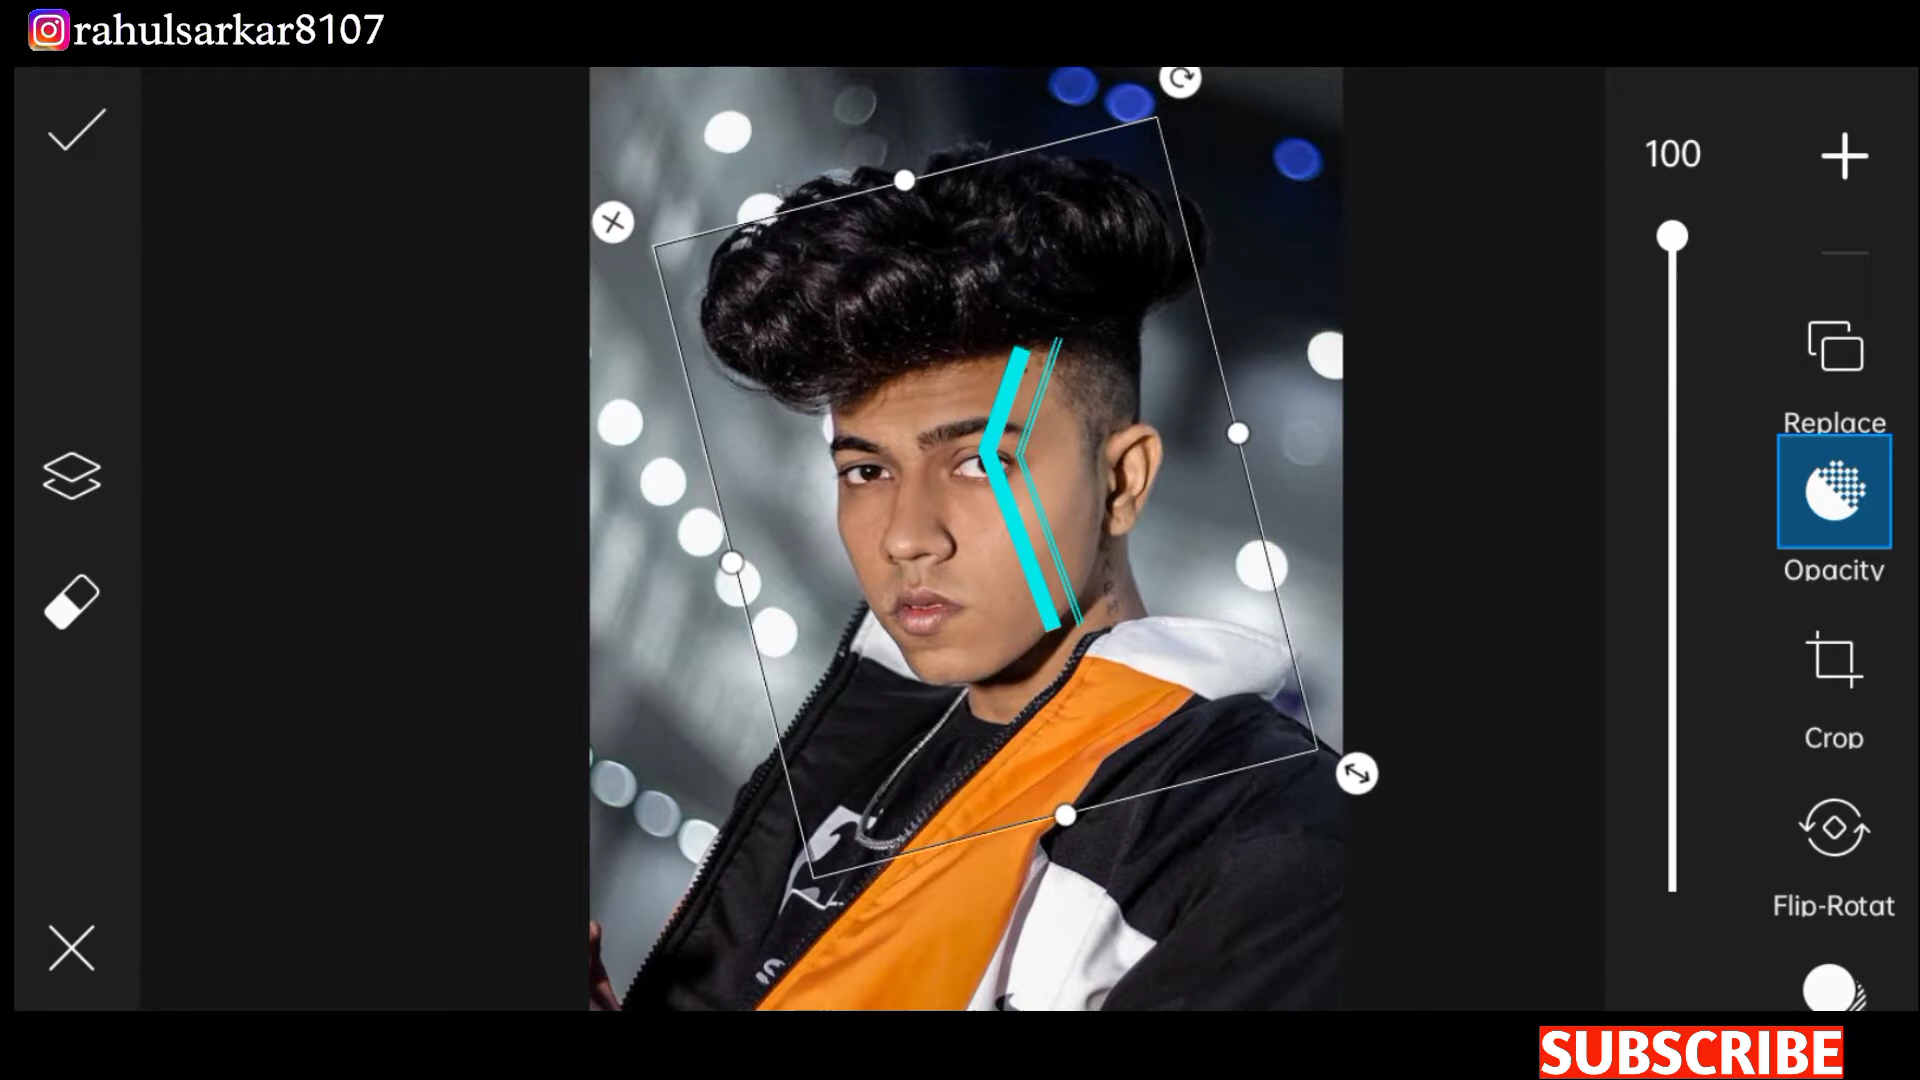 rahulsarkar8107
100
Replace
Opacity
Crop
Flip-Rotat
SUBSCRIBE